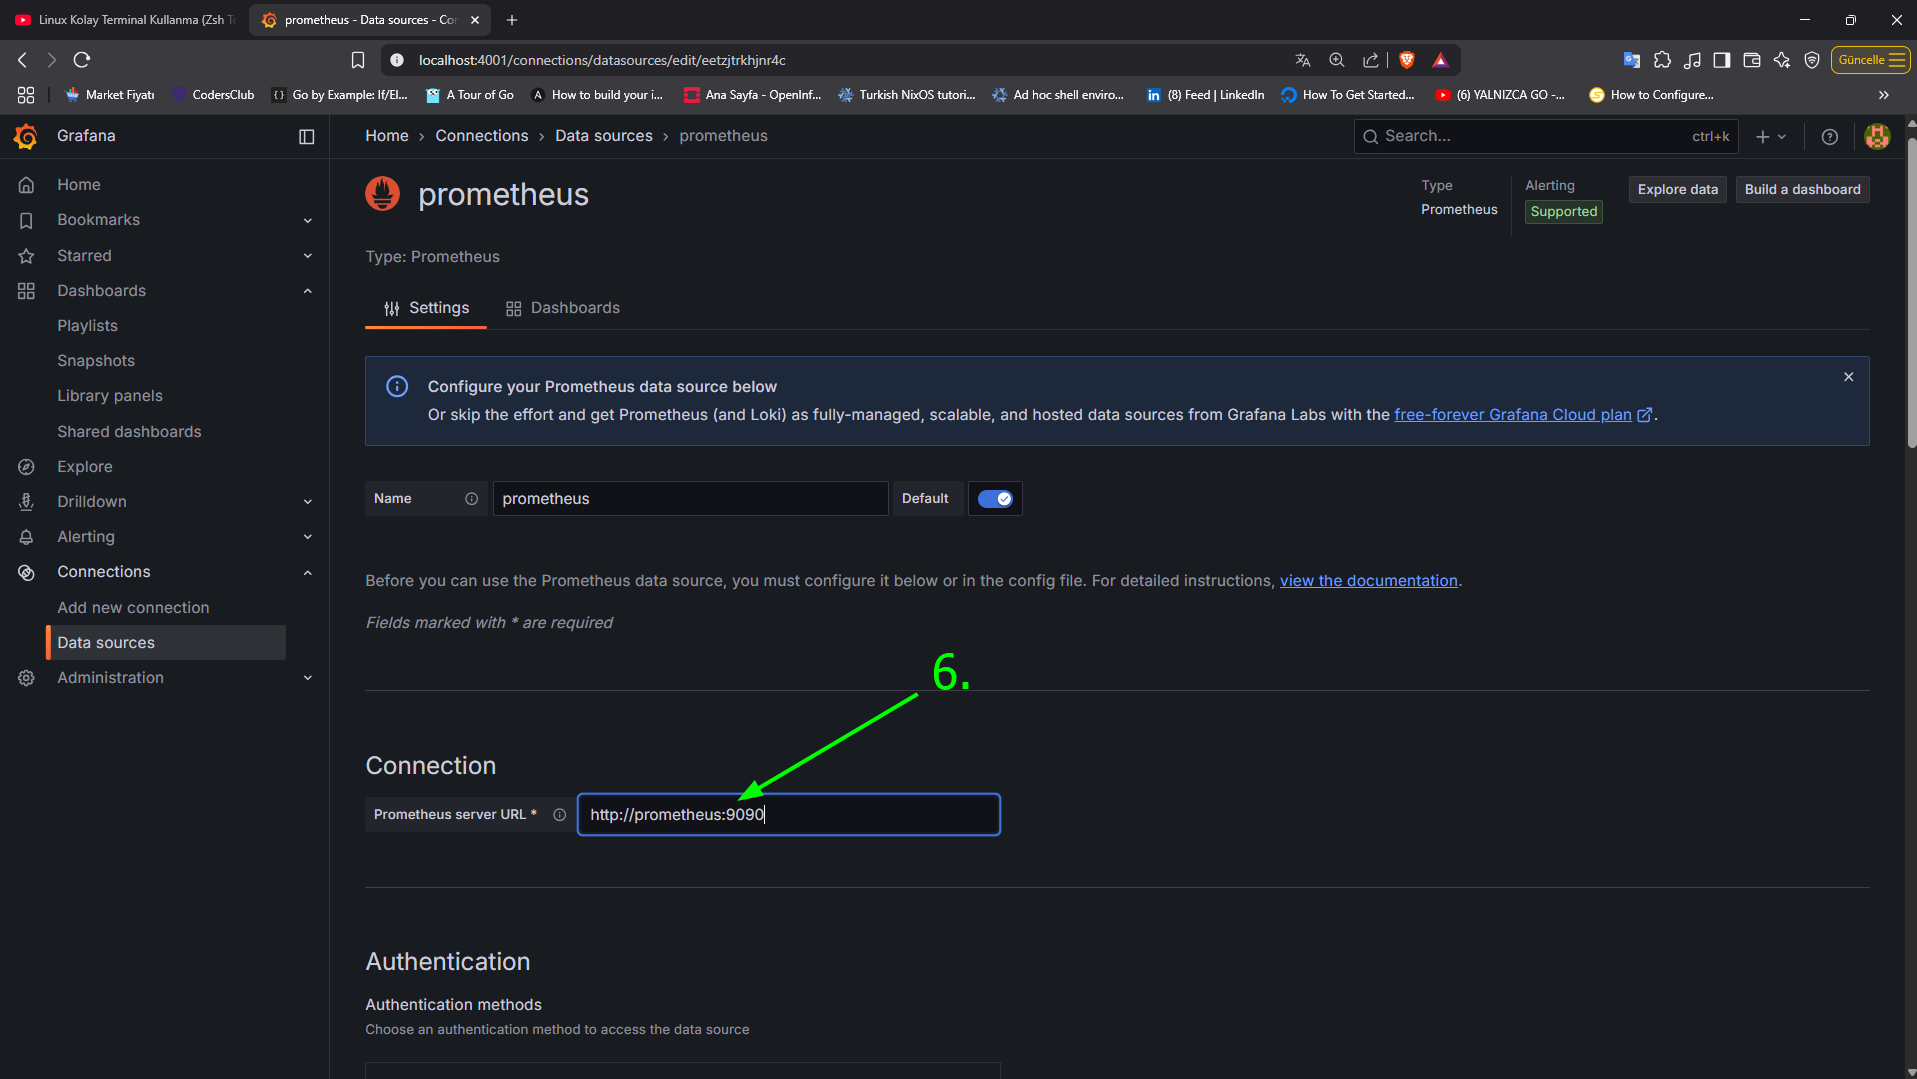 Linux Kolay Terminal Kullanma (Zsh T
prometheus - Data sources - Co
localhost:4001/connections/datasources/edit/eetzjtrkhjnr4c
Güncelle
Market Fiyatı
CodersClub
Go by Example: If/El...
A Tour of Go
How to build your i...
Ana Sayfa - OpenInf...
Turkish NixOS tutori...
Ad hoc shell enviro...
(8) Feed | LinkedIn
How To Get Started...
(6) YALNIZCA GO -...
How to Configure...
Grafana
Home › Connections › Data sources › prometheus
Search...
ctrl+k
Home
Bookmarks
Starred
Dashboards
Playlists
Snapshots
Library panels
Shared dashboards
Explore
Drilldown
Alerting
Connections
Add new connection
Data sources
Administration
prometheus
Type
Prometheus
Alerting
Supported
Explore data
Build a dashboard
Type: Prometheus
Settings
Dashboards
Configure your Prometheus data source below
Or skip the effort and get Prometheus (and Loki) as fully-managed, scalable, and hosted data sources from Grafana Labs with the free-forever Grafana Cloud plan.
Name
prometheus
Default
Before you can use the Prometheus data source, you must configure it below or in the config file. For detailed instructions, view the documentation.
Fields marked with * are required
6.
Connection
Prometheus server URL *
http://prometheus:9090
Authentication
Authentication methods
Choose an authentication method to access the data source